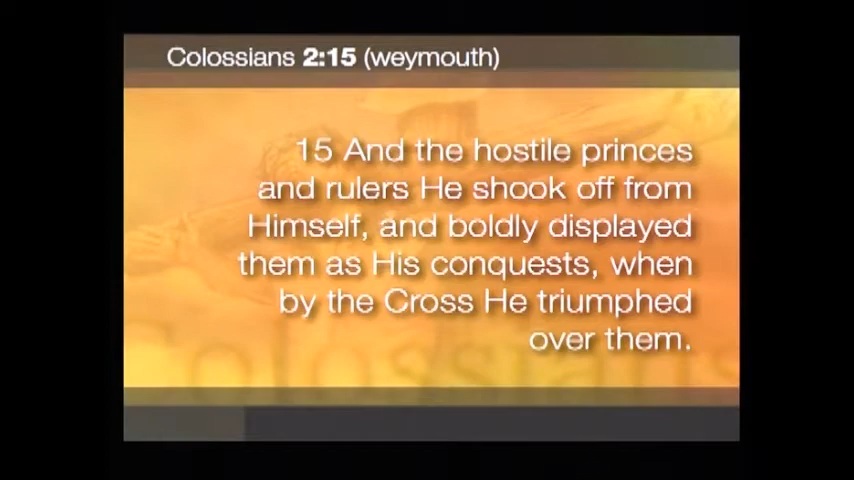 Colossians 2:15 (weymouth)
15 And the hostile princes
and rulers He shook off from
Himself, and boldly displayed
them as His conquests, when
by the Cross He triumphed
over them.
Colossians